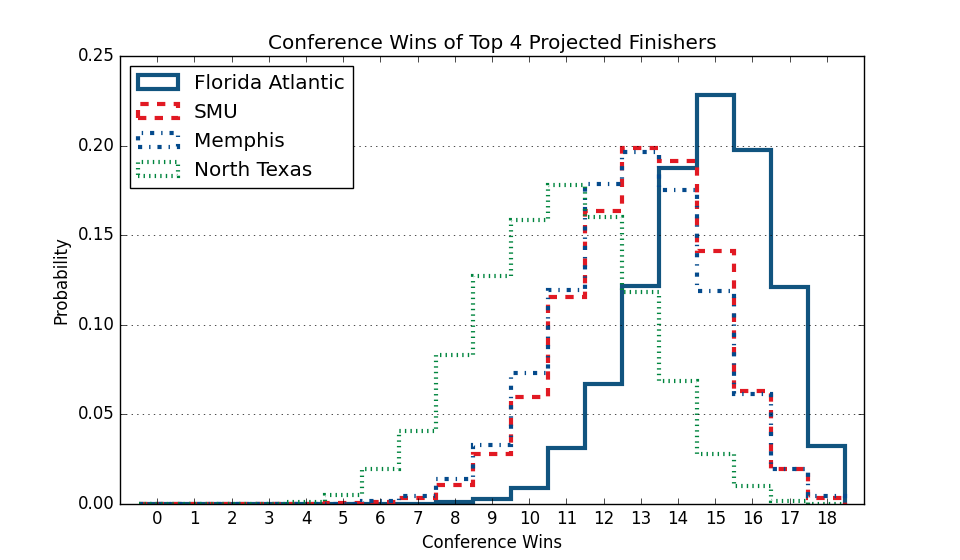 Conference Wins of Top 4 Projected Finishers
0.25
0.20
0.15
0.10
0.05
0.00
Probability
Florida Atlantic
SMU
Memphis
North Texas
0 1 2 3 4 5 6 7 8 9 10 11 12 13 14 15 16 17 18
Conference Wins